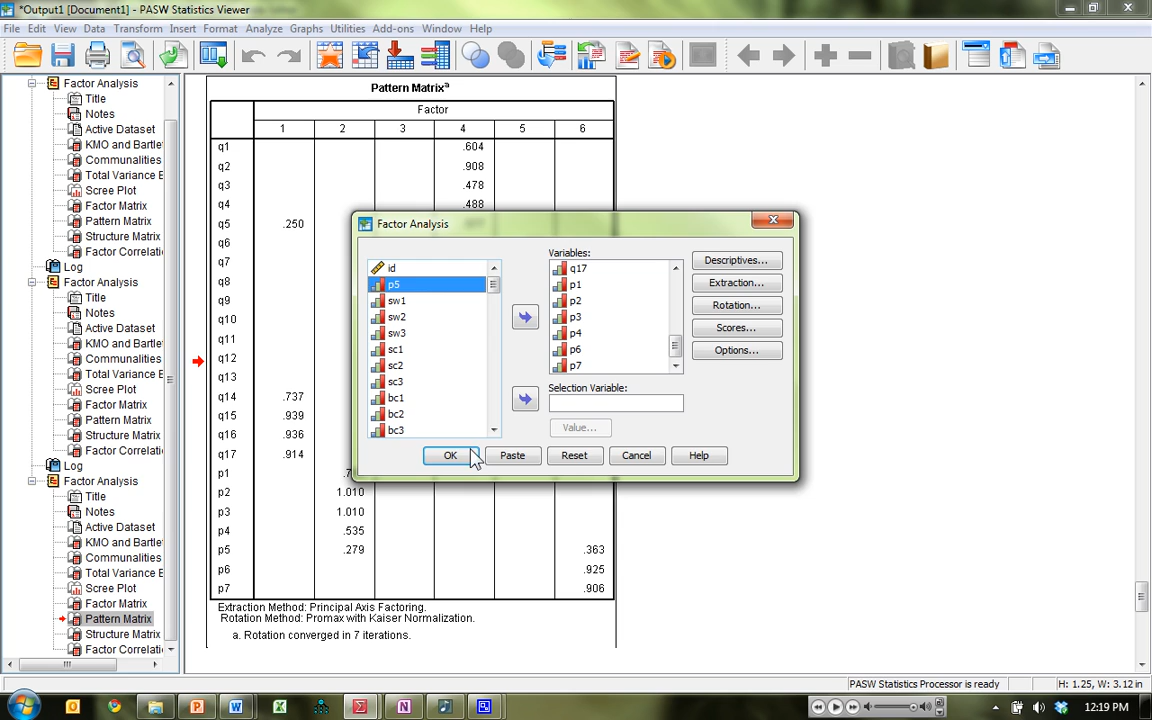 *Output1 [Document1] - PASW Statistics Viewer
File Edit View Data Transform Insert Format Analyze Graphs Utilities Add-ons Window Help
Factor Analysis
Title
Notes
Active Dataset
KMO and Bartlet
Communalities
Total Variance E
Scree Plot
Factor Matrix
Pattern Matrix
Structure Matrix
Factor Correlati
Log
Factor Analysis
Title
Notes
Active Dataset
KMO and Bartlet
Communalities
Total Variance E
Scree Plot
Factor Matrix
Pattern Matrix
Structure Matrix
Factor Correlati
Log
Factor Analysis
Title
Notes
Active Dataset
KMO and Bartlet
Communalities
Total Variance E
Scree Plot
Factor Matrix
Pattern Matrix
Structure Matrix
Factor Correlati
Pattern Matrixa
Factor
1 2 3 4 5 6
q1 .604
q2 .908
q3 .478
q4 .488
q5 .250
q6
q7
q8
q9
q10
q11
q12
q13
q14 .737
q15 .939
q16 .936
q17 .914
p1
p2 1.010
p3 1.010
p4 .535
p5 .279 .363
p6 .925
p7 .906
Extraction Method: Principal Axis Factoring.
Rotation Method: Promax with Kaiser Normalization.
a. Rotation converged in 7 iterations.
Factor Analysis
id
p5
sw1
sw2
sw3
sc1
sc2
sc3
bc1
bc2
bc3
Variables:
q17
p1
p2
p3
p4
p6
p7
Selection Variable:
Value...
Descriptives...
Extraction...
Rotation...
Scores...
Options...
OK Paste Reset Cancel Help
PASW Statistics Processor is ready H: 1.25, W: 3.12 in
12:19 PM